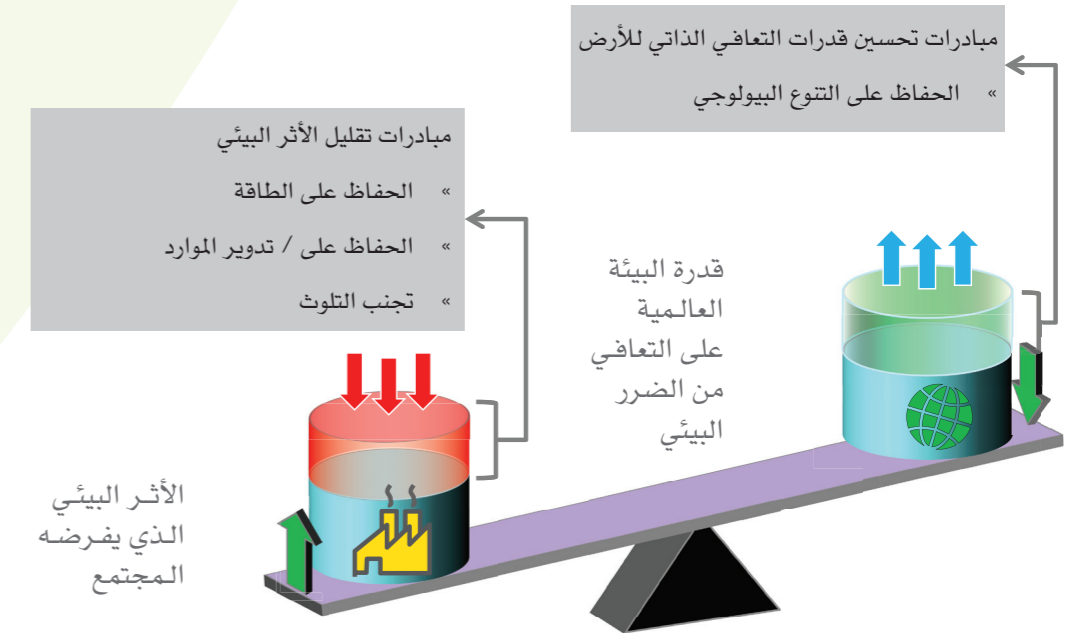 مبادرات تحسين قدرات التعافي الذاتي للأرض
» الحفاظ على التنوع البيولوجي
مبادرات تقليل الأثر البيئي
» الحفاظ على الطاقة
» الحفاظ على / تدوير الموارد
» تجنب التلوث
قدرة البيئة
العالمية
على التعافي
من الضرر
البيئي
الأثر البيئي
الذي يفرضه
المجتمع